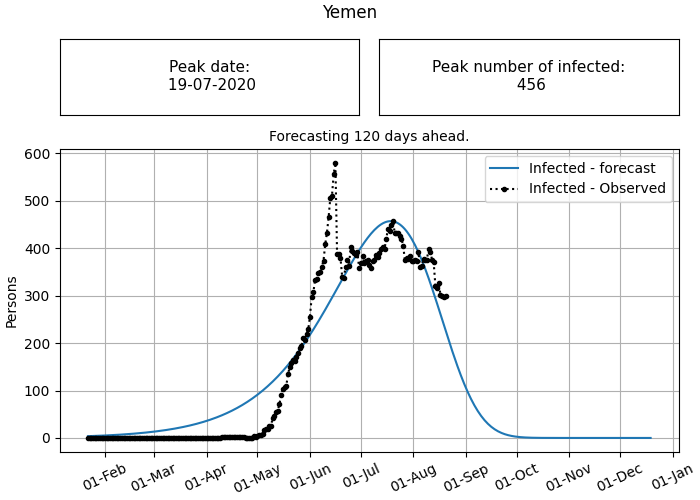 Yemen
Peak date:
19-07-2020
Peak number of infected:
456
Forecasting 120 days ahead.
600
500
400
300
200
100
0
Persons
Infected - forecast
Infected - Observed
01-Feb
01-Mar
01-Apr
01-May
01-Jun
01-Jul
01-Aug
01-Sep
01-Oct
01-Nov
01-Dec
01-Jan